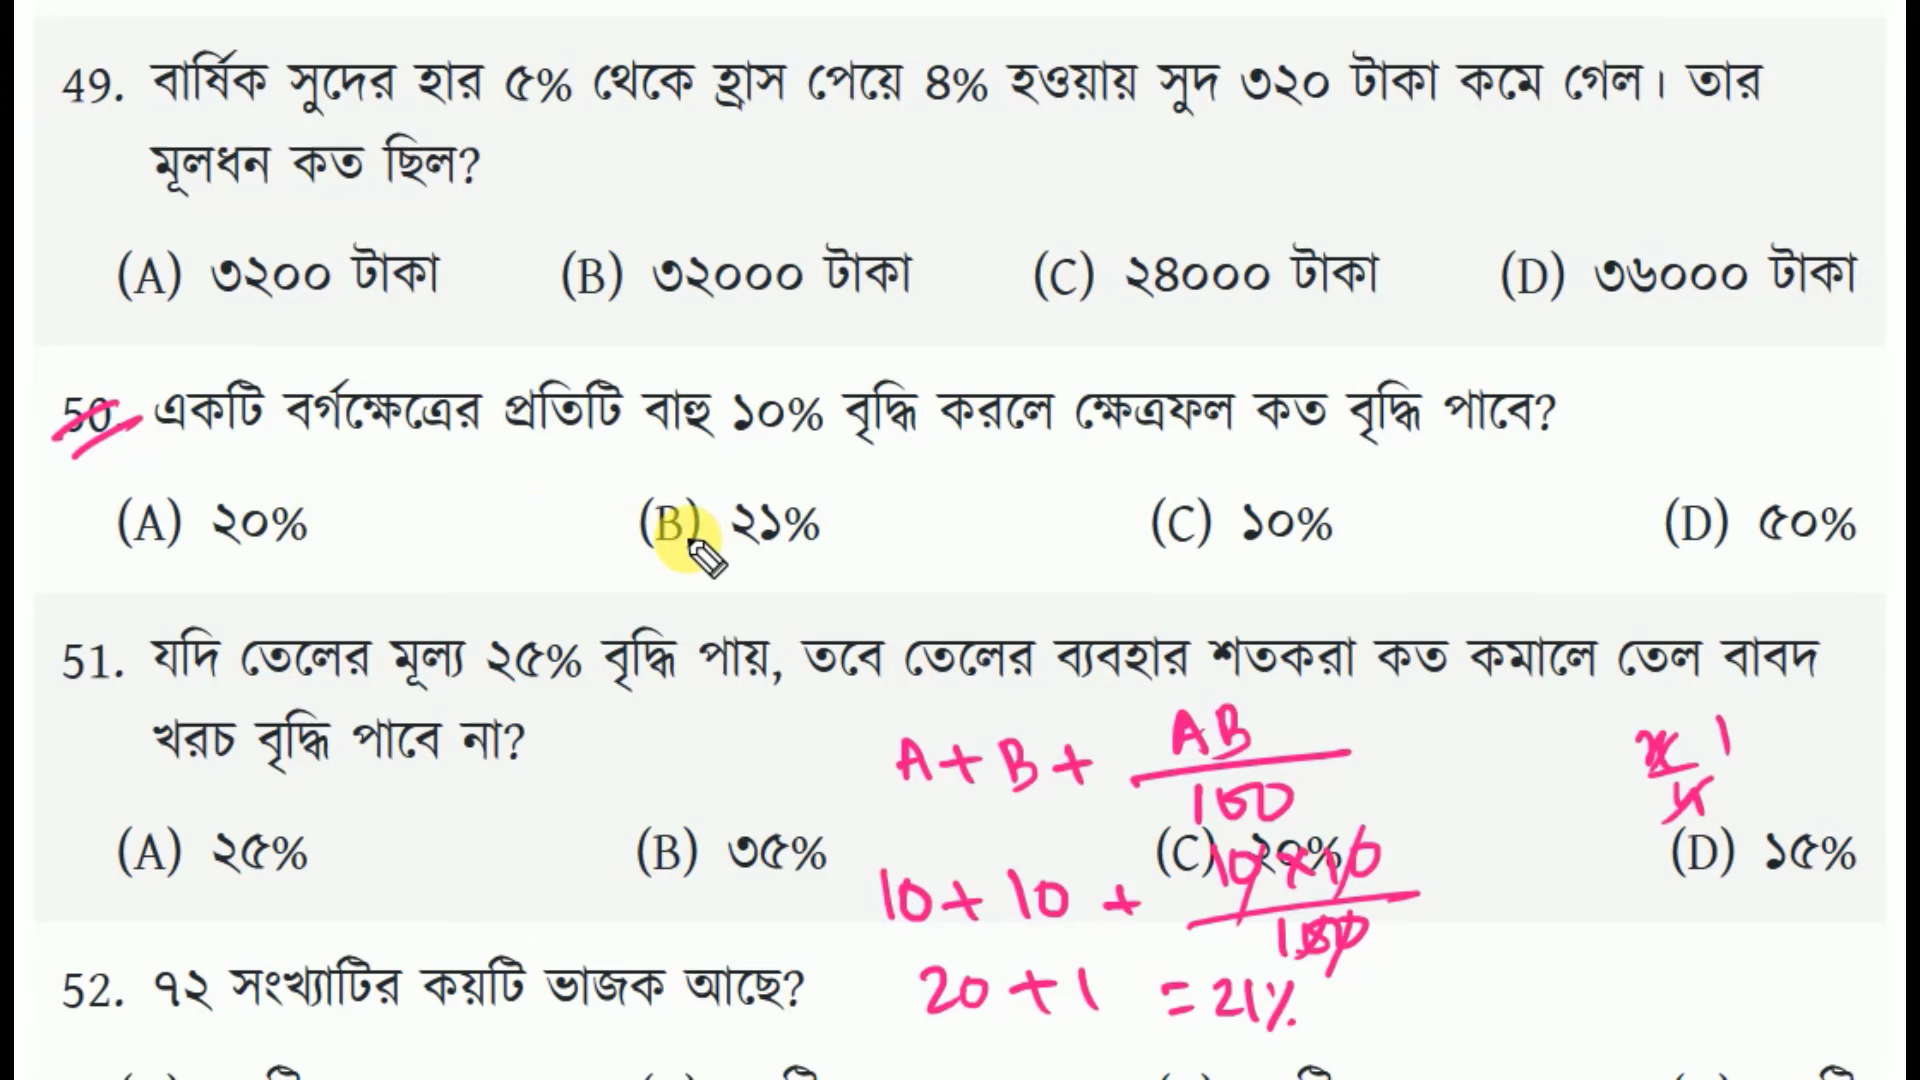 49. বার্ষিক সুদের হার ৫% থেকে হ্রাস পেয়ে ৪% হওয়ায় সুদ ৩২০ টাকা কমে গেল। তার
মূলধন কত ছিল?
(A) ৩২০০ টাকা (B) ৩২০০০ টাকা (C) ২৪০০০ টাকা (D) ৩৬০০০ টাকা
50. একটি বর্গক্ষেত্রের প্রতিটি বাহু ১০% বৃদ্ধি করলে ক্ষেত্রফল কত বৃদ্ধি পাবে?
(A) ২০% (B) ২১% (C) ১০% (D) ৫০%
51. যদি তেলের মূল্য ২৫% বৃদ্ধি পায়, তবে তেলের ব্যবহার শতকরা কত কমালে তেল বাবদ
খরচ বৃদ্ধি পাবে না?
A + B + AB
100
(A) ২৫% (B) ৩৫% (C) ২০% (D) ১৫%
10 + 10 + 10 × 10
100
52. ৭২ সংখ্যাটির কয়টি ভাজক আছে?
20 + 1 = 21%